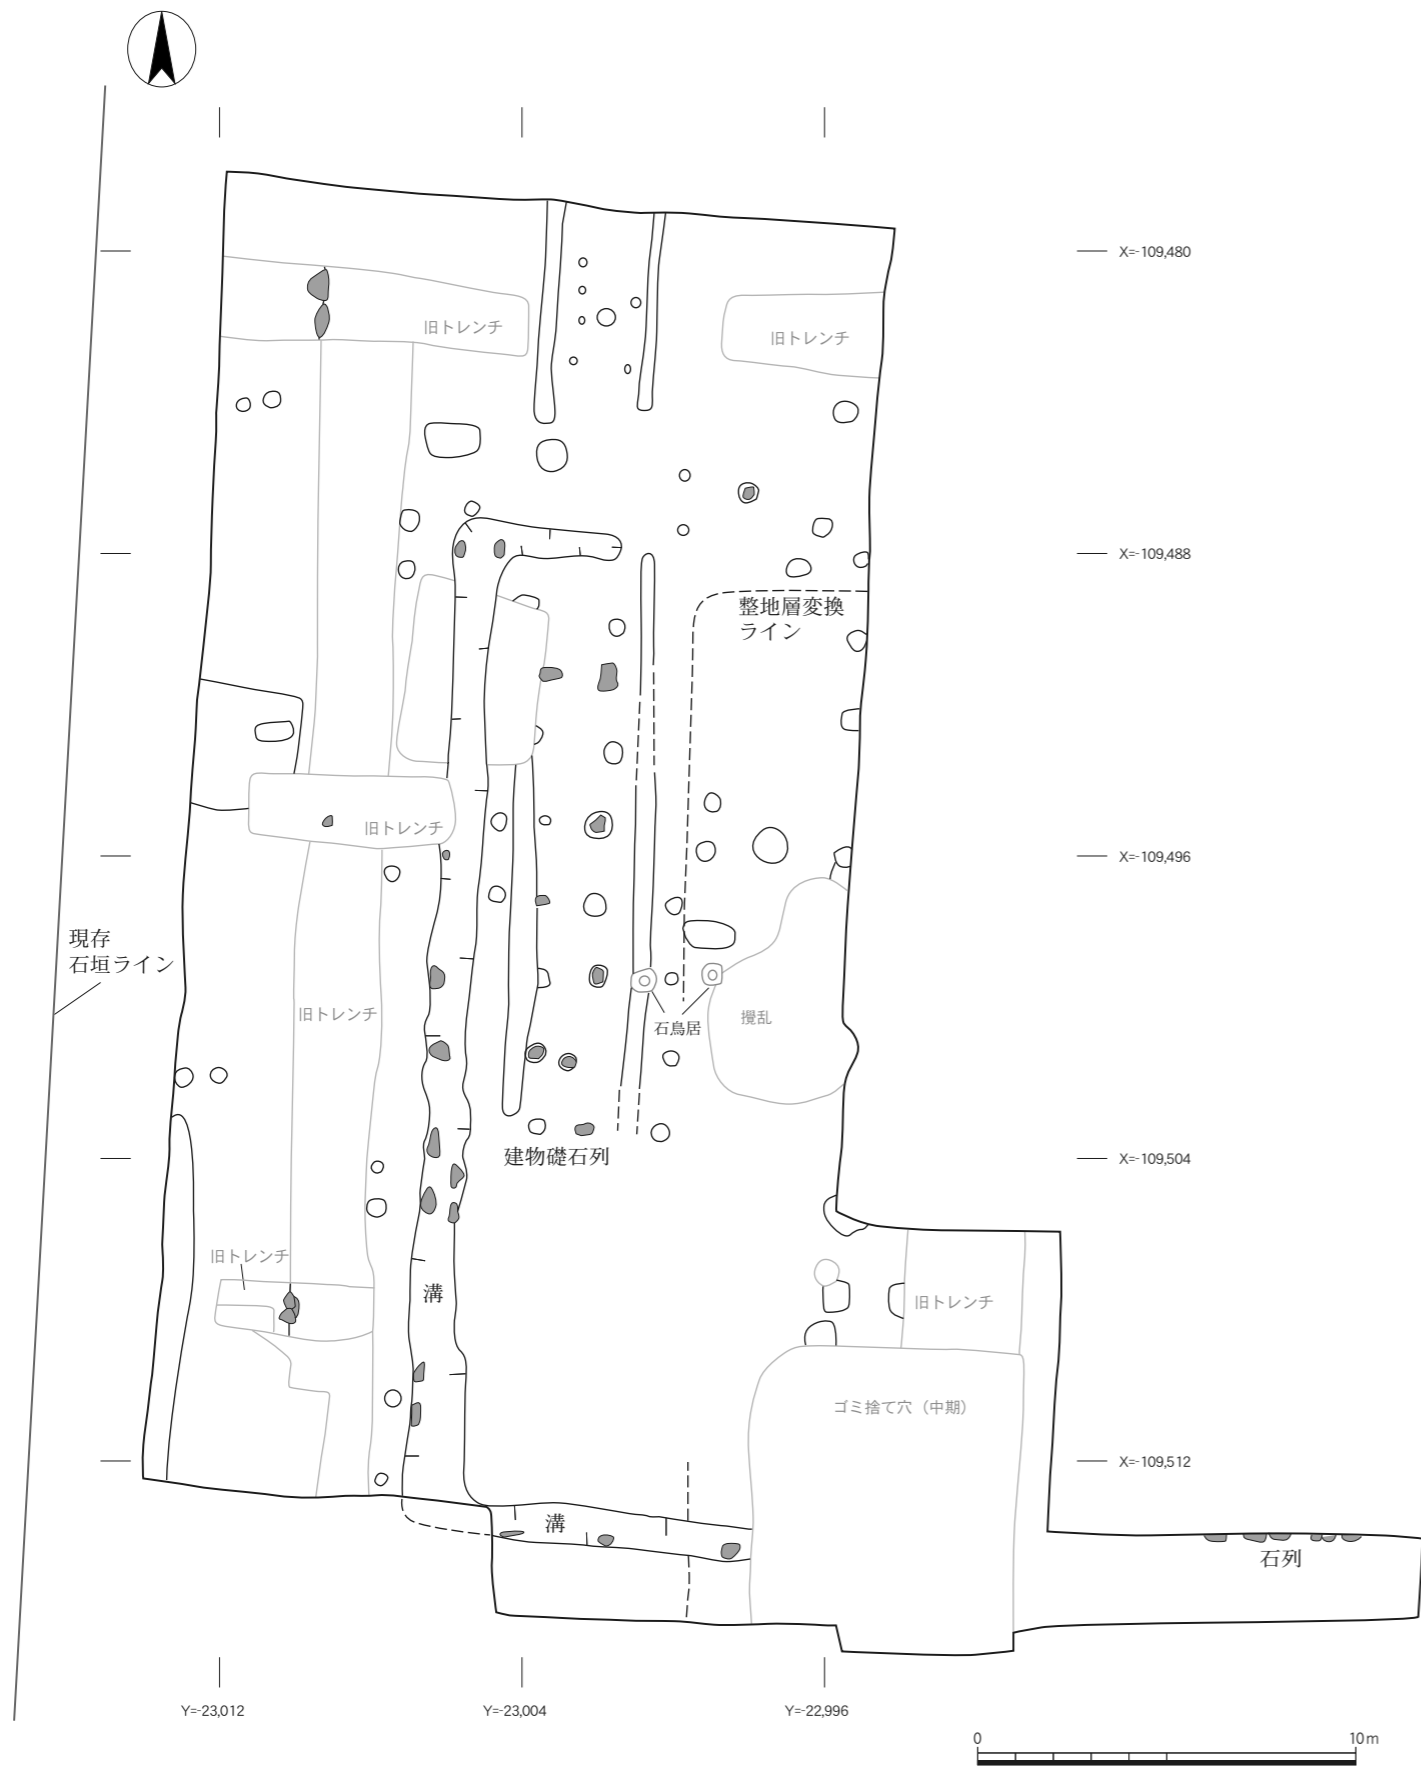 X=-109,480
旧トレンチ
旧トレンチ
X=-109,488
整地層変換
ライン
旧トレンチ
X=-109,496
現存
石垣ライン
旧トレンチ
石鳥居
攪乱
建物礎石列
X=-109,504
旧トレンチ
溝
旧トレンチ
ゴミ捨て穴（中期）
X=-109,512
溝
石列
Y=-23,012
Y=-23,004
Y=-22,996
0
10m